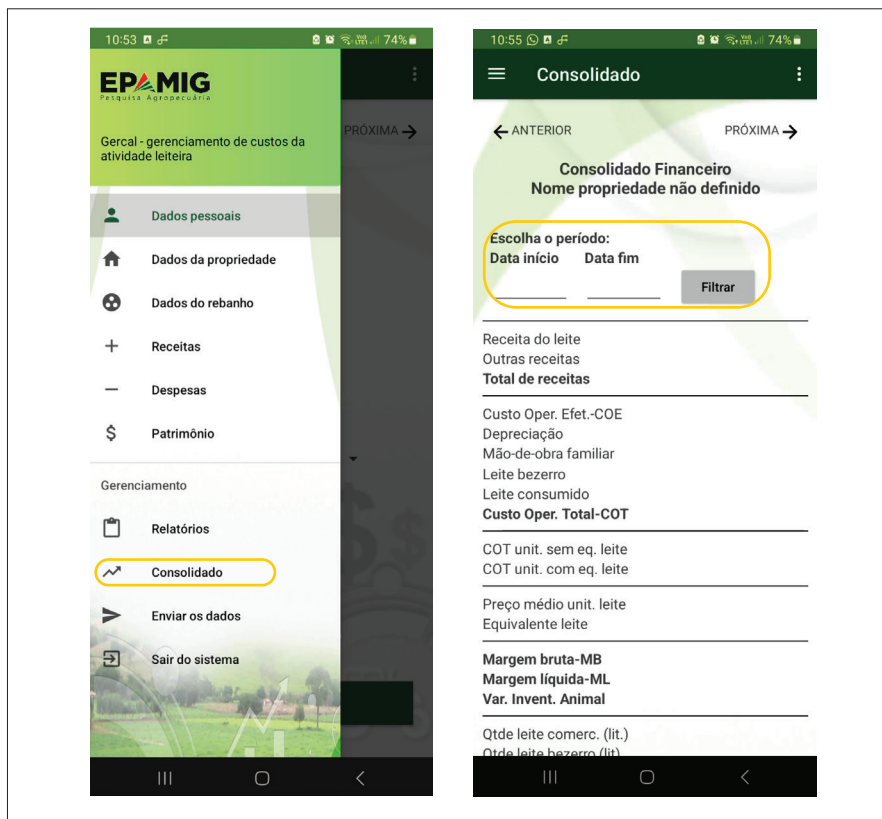 10:53
74%
EPAMIG
Pesquisa Agropecuária
Gercal - gerenciamento de custos da
atividade leiteira
PRÓXIMA
Dados pessoais
Dados da propriedade
Dados do rebanho
Receitas
Despesas
Patrimônio
Gerenciamento
Relatórios
Consolidado
Enviar os dados
Sair do sistema
10:55
74%
Consolidado
ANTERIOR
PRÓXIMA
Consolidado Financeiro
Nome propriedade não definido
Escolha o período:
Data início Data fim
Filtrar
Receita do leite
Outras receitas
Total de receitas
Custo Oper. Efet.-COE
Depreciação
Mão-de-obra familiar
Leite bezerro
Leite consumido
Custo Oper. Total-COT
COT unit. sem eq. leite
COT unit. com eq. leite
Preço médio unit. leite
Equivalente leite
Margem bruta-MB
Margem líquida-ML
Var. Invent. Animal
Qtde leite comerc. (lit.)
Qtde leite bezerro (lit)